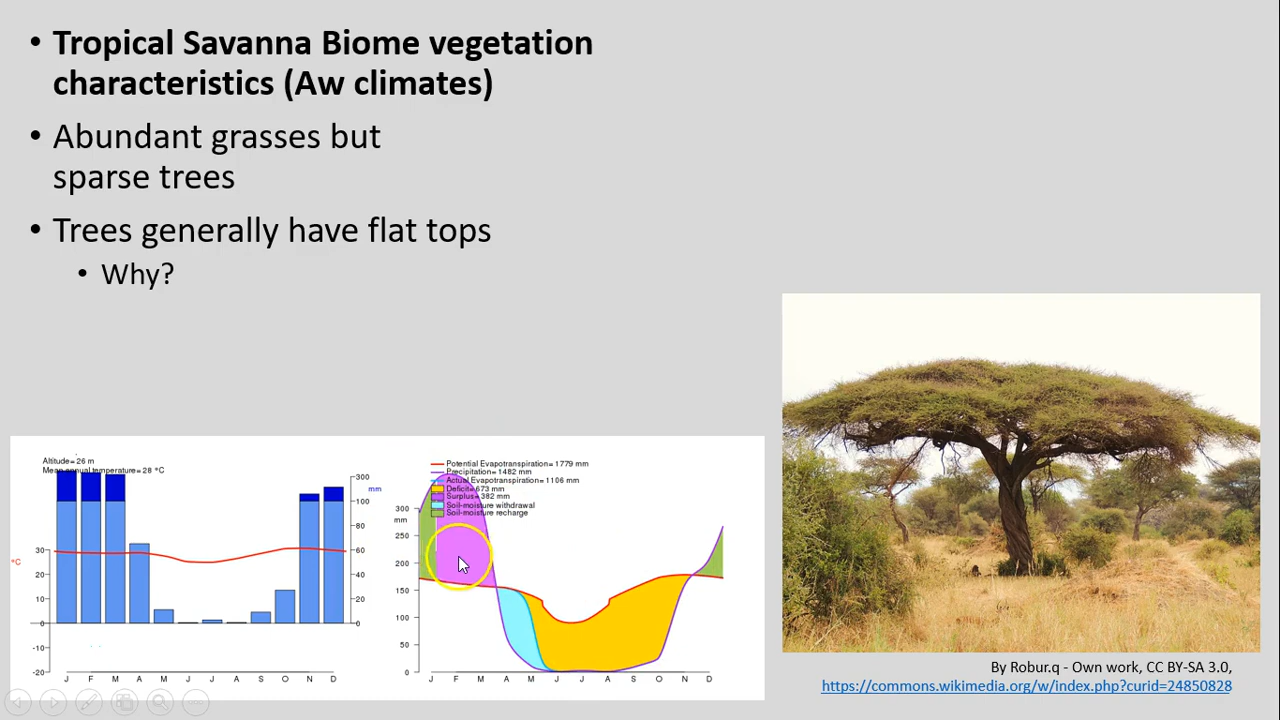 • Tropical Savanna Biome vegetation
characteristics (Aw climates)
• Abundant grasses but
sparse trees
• Trees generally have flat tops
• Why?
Altitude= 26 m
Mean annual temperature= 28 °C
°C
30
20
10
0
-10
-20
300
mm
100
80
60
40
20
0
J F M A M J J A S O N D
Potential Evapotranspiration= 1779 mm
Precipitation= 1482 mm
Actual Evapotranspiration= 1106 mm
Deficit= 673 mm
Surplus= 382 mm
Soil-moisture withdrawal
Soil-moisture recharge
300
mm
250
200
150
100
50
0
J F M A M J J A S O N D
By Robur.q - Own work, CC BY-SA 3.0,
https://commons.wikimedia.org/w/index.php?curid=24850828